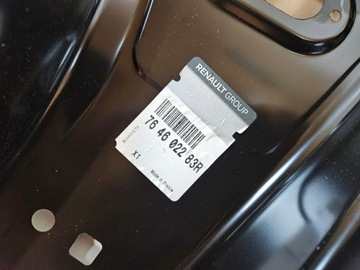 RENAULT GROUP
76 46 022 83R
X1
Made in France